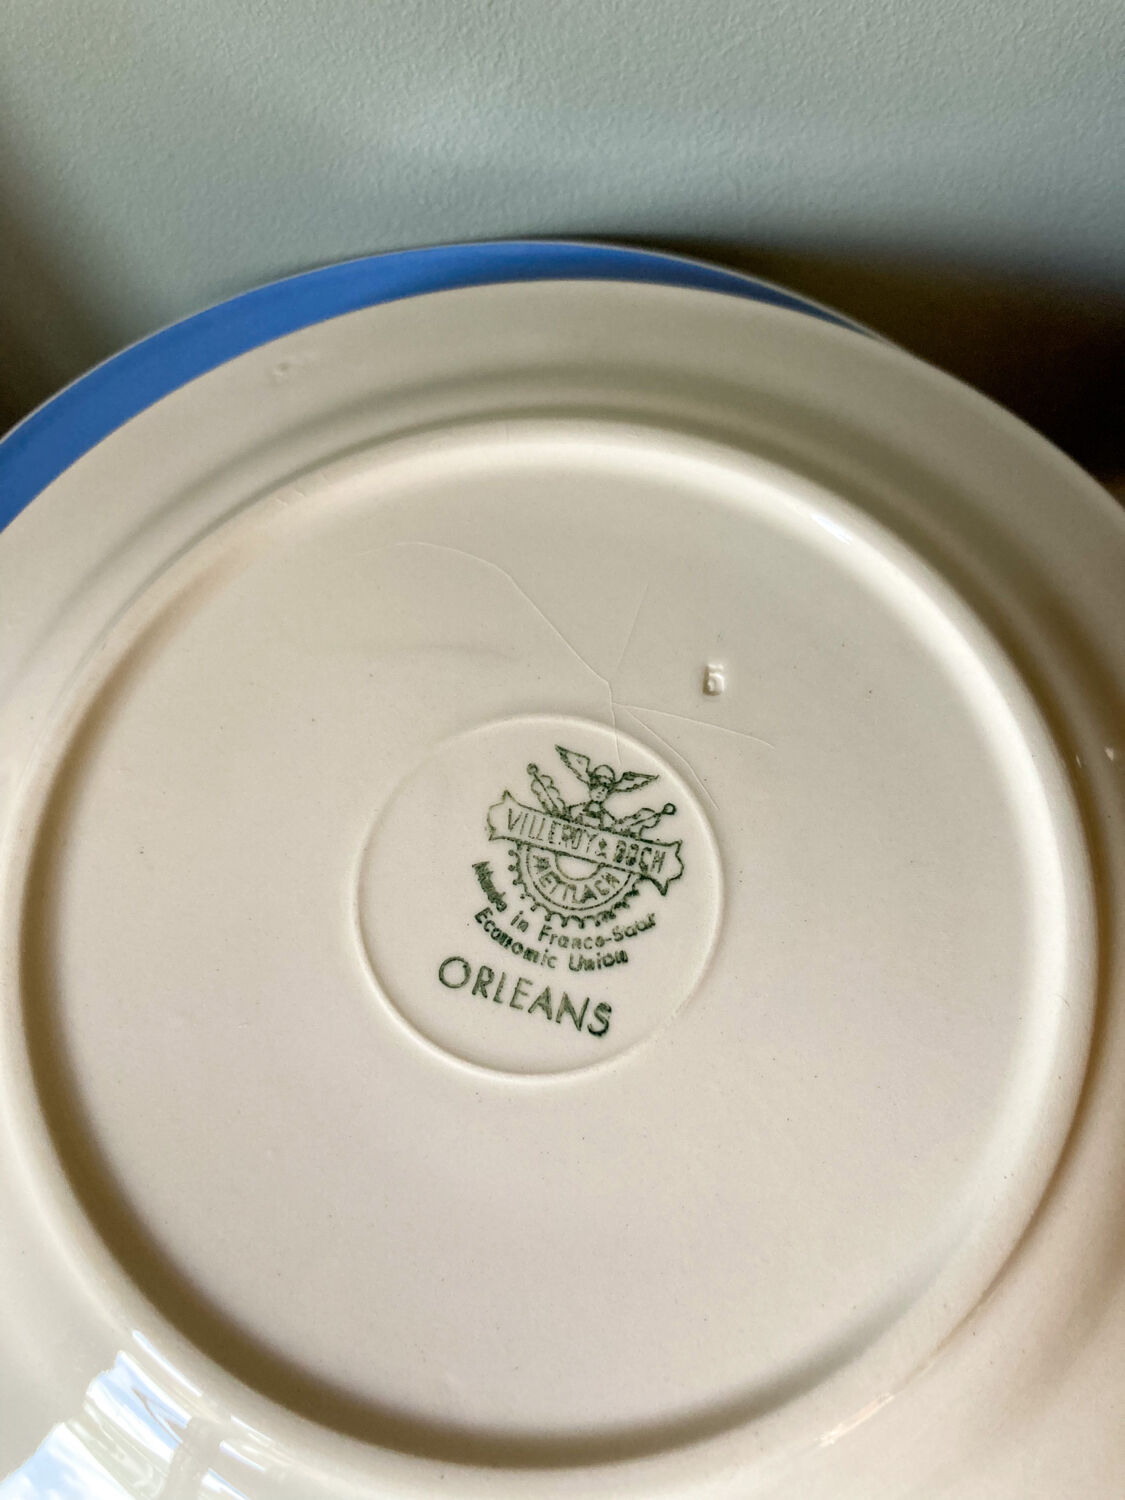 5
VILLEROY & BOCH
METTLACH
Made in Franco-Saar
Economic Union
ORLEANS